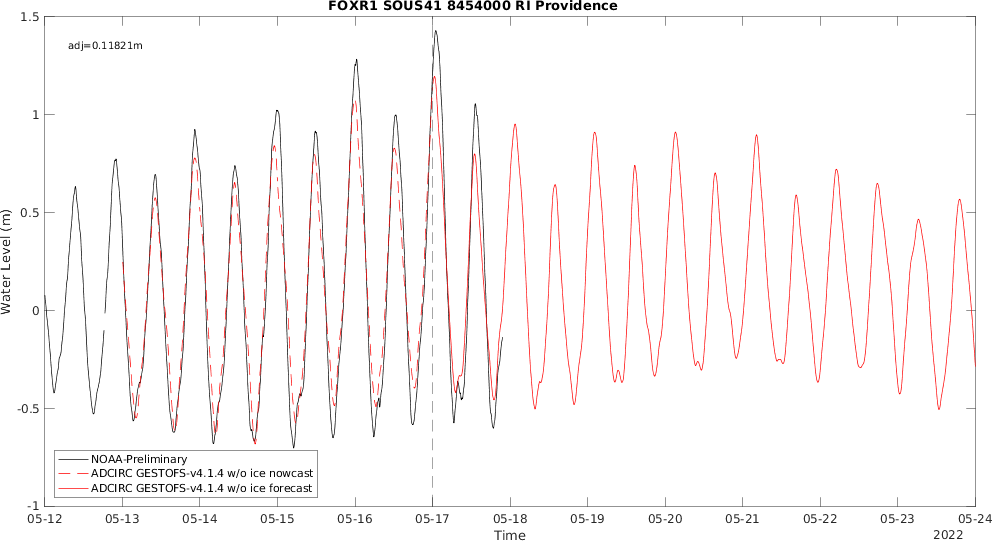 FOXR1 SOUS41 8454000 RI Providence
adj=0.11821m
Water Level (m)
1.5
1
0.5
0
-0.5
-1
NOAA-Preliminary
ADCIRC GESTOFS-v4.1.4 w/o ice nowcast
ADCIRC GESTOFS-v4.1.4 w/o ice forecast
05-12 05-13 05-14 05-15 05-16 05-17 05-18 05-19 05-20 05-21 05-22 05-23 05-24
Time
2022